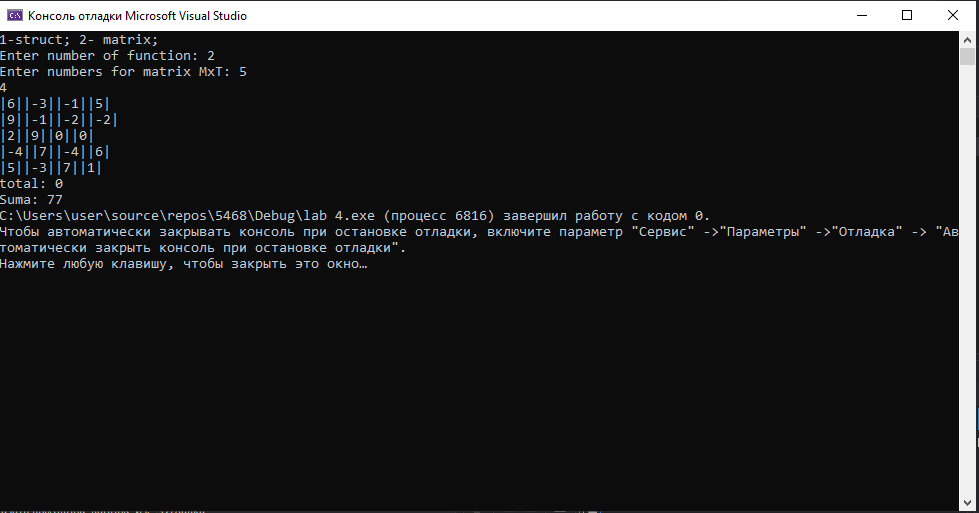 Консоль отладки Microsoft Visual Studio
1-struct; 2- matrix;
Enter number of function: 2
Enter numbers for matrix MxT: 5
4
|6||-3||-1||5|
|9||-1||-2||-2|
|2||9||0||0|
|-4||7||-4||6|
|5||-3||7||1|
total: 0
Suma: 77
C:\Users\user\source\repos\5468\Debug\lab 4.exe (процесс 6816) завершил работу с кодом 0.
Чтобы автоматически закрывать консоль при остановке отладки, включите параметр "Сервис" ->"Параметры" ->"Отладка" -> "Ав
томатически закрыть консоль при остановке отладки".
Нажмите любую клавишу, чтобы закрыть это окно…